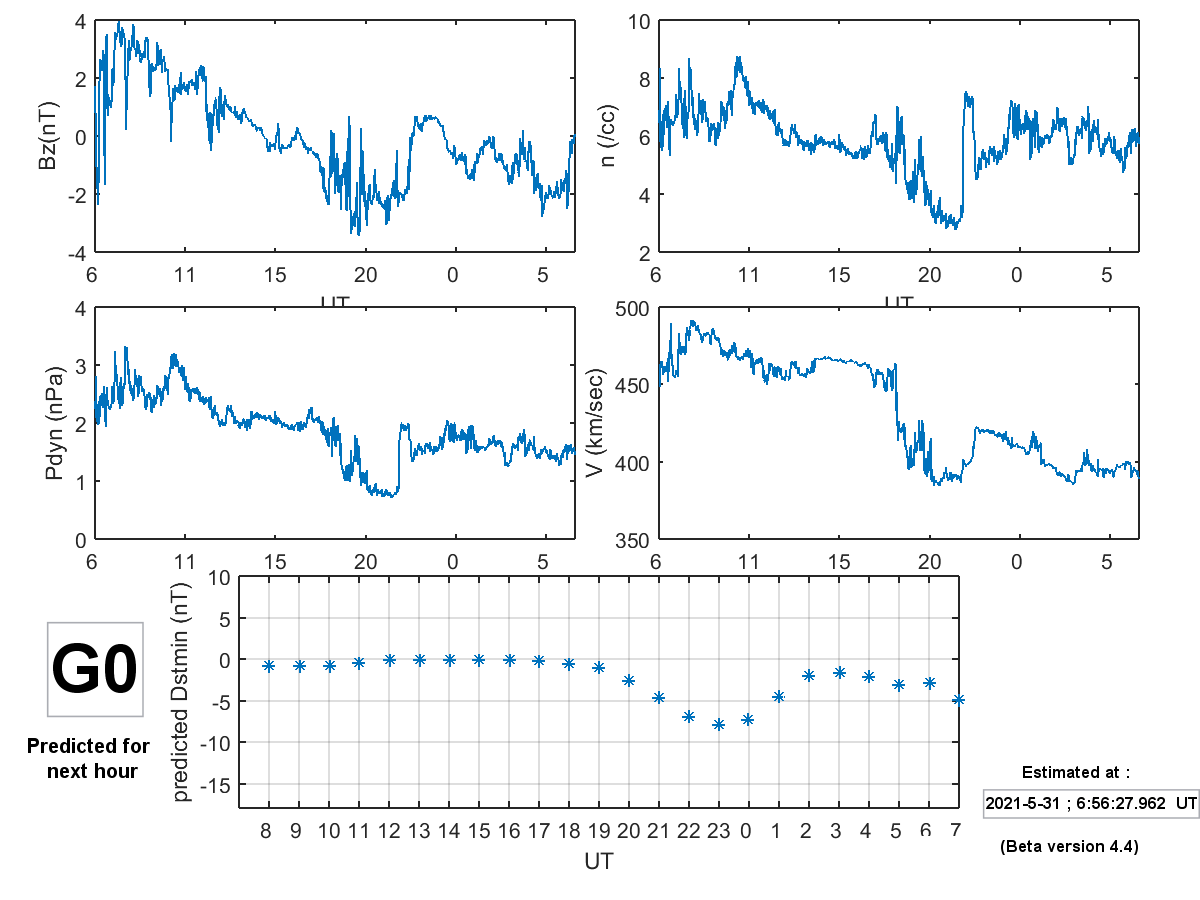 Bz(nT)
4
2
0
-2
-4
6 11 15 20 0 5
UT
n (/cc)
10
8
6
4
2
6 11 15 20 0 5
UT
Pdyn (nPa)
4
3
2
1
0
6 11 15 20 0 5
V (km/sec)
500
450
400
350
6 11 15 20 0 5
predicted Dstmin (nT)
10
5
0
-5
-10
-15
8 9 10 11 12 13 14 15 16 17 18 19 20 21 22 23 0 1 2 3 4 5 6 7
UT
G0
Predicted for
next hour
Estimated at :
2021-5-31 ; 6:56:27.962 UT
(Beta version 4.4)